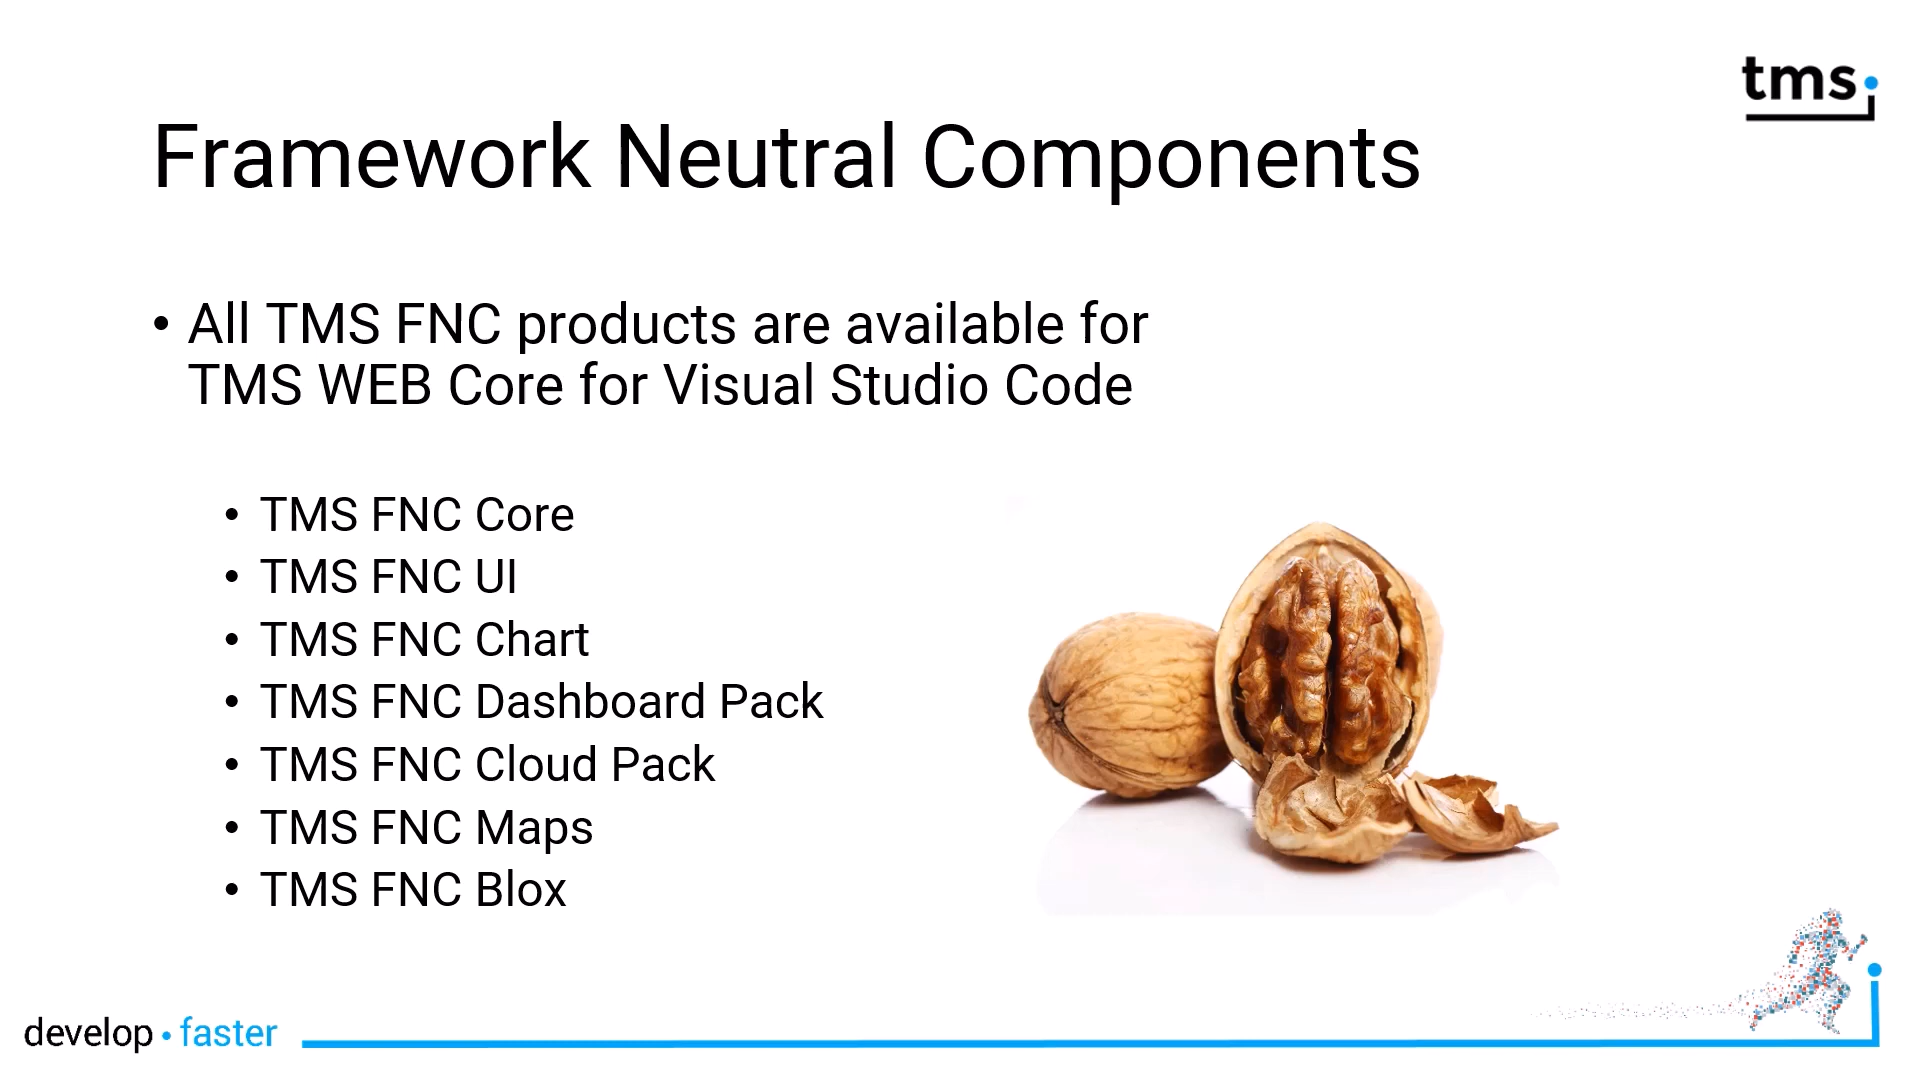 tms
Framework Neutral Components
• All TMS FNC products are available for
TMS WEB Core for Visual Studio Code
• TMS FNC Core
• TMS FNC UI
• TMS FNC Chart
• TMS FNC Dashboard Pack
• TMS FNC Cloud Pack
• TMS FNC Maps
• TMS FNC Blox
develop • faster